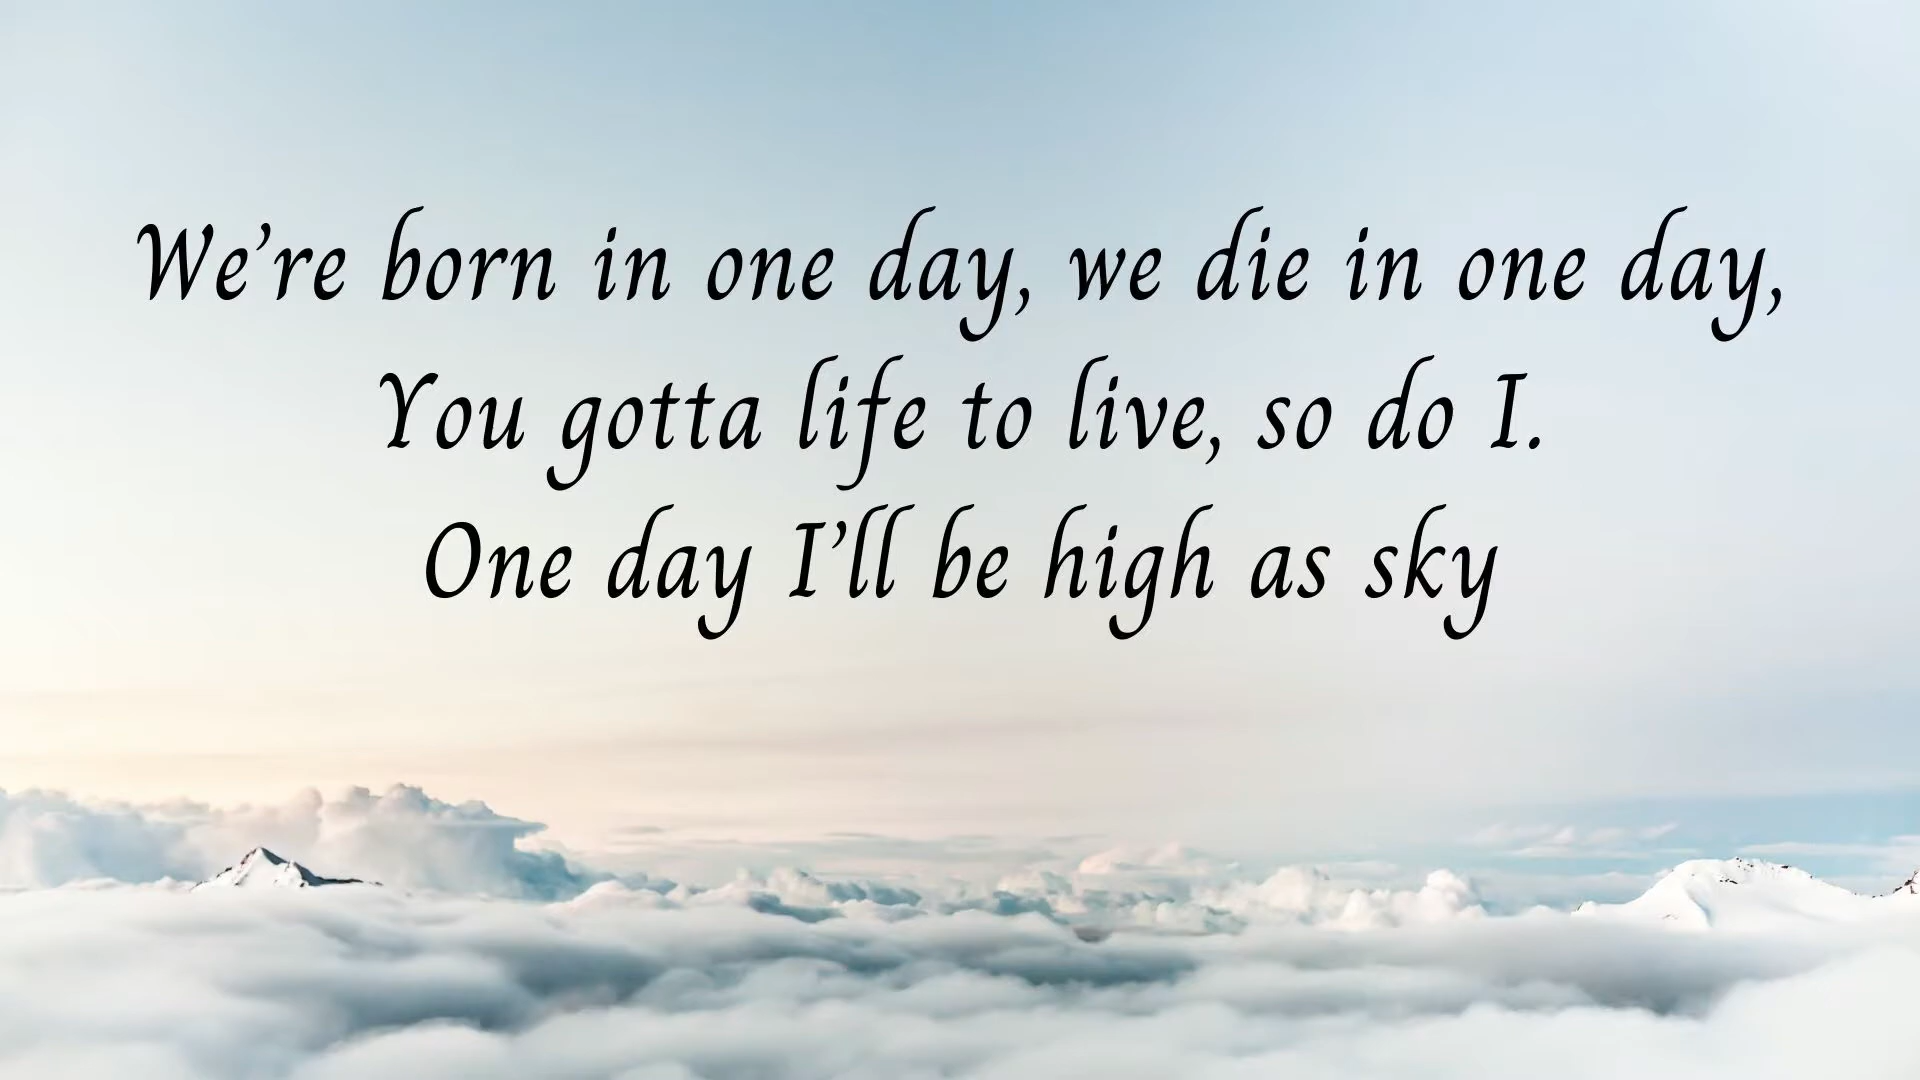 We're born in one day, we die in one day,
You gotta life to live, so do I.
One day I'll be high as sky